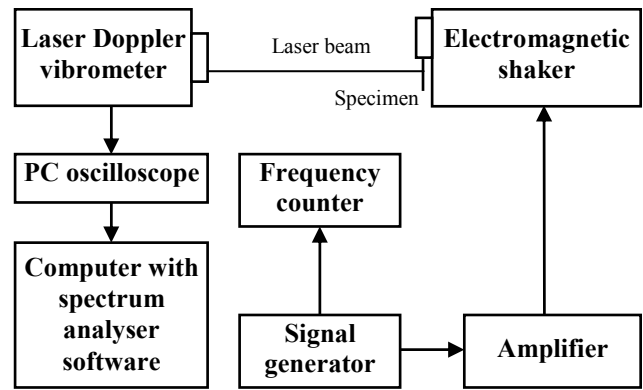 Laser Doppler
vibrometer
Laser beam
Specimen
Electromagnetic
shaker
PC oscilloscope
Frequency
counter
Computer with
spectrum
analyser
software
Signal
generator
Amplifier